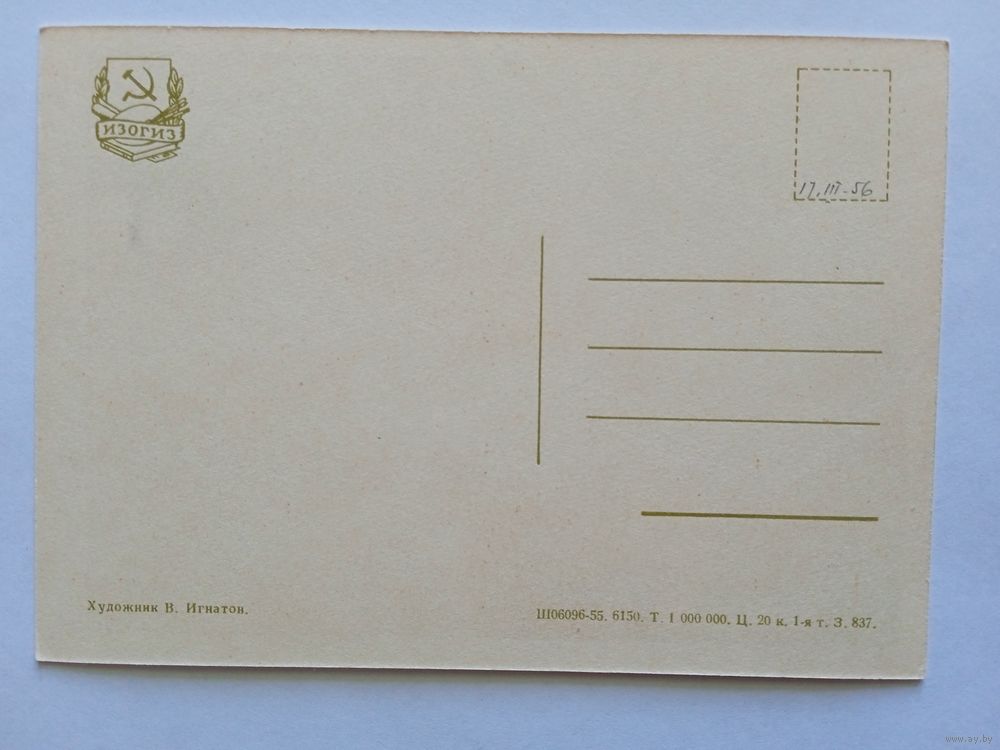 ИЗОГИЗ
17.III-56
Художник В. Игнатов.
Ш06096-55. 6150. Т. 1 000 000. Ц. 20 к. 1-я т. З. 837.
www.ay.by